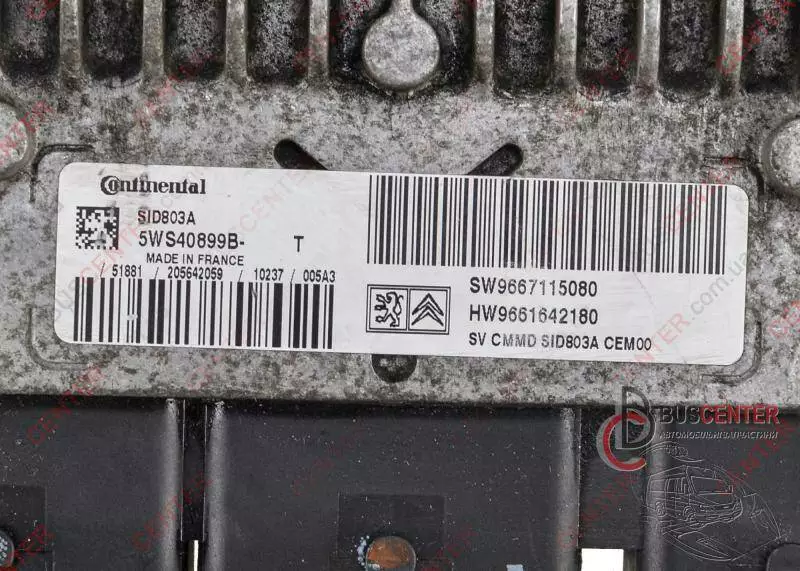 Continental
SID803A
5WS40899B- T
MADE IN FRANCE
/ 51881 / 205642059 / 10237 / 005A3
SW9667115080
HW9661642180
SV CMMD SID803A CEM00
BUSCENTER
АВТОМОБІЛЬНІ ЗАПЧАСТИНИ